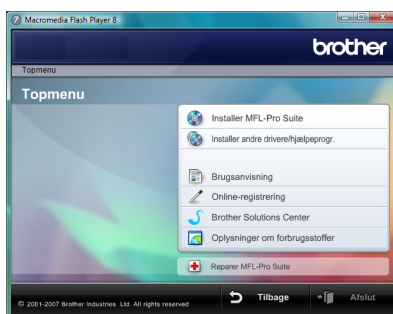 Macromedia Flash Player 8
brother
Topmenu
Topmenu
Installer MFL-Pro Suite
Installer andre drivere/hjælpeprogr.
Brugsanvisning
Online-registrering
Brother Solutions Center
Oplysninger om forbrugsstoffer
Reparer MFL-Pro Suite
© 2001-2007 Brother Industries Ltd. All rights reserved
Tilbage
Afslut